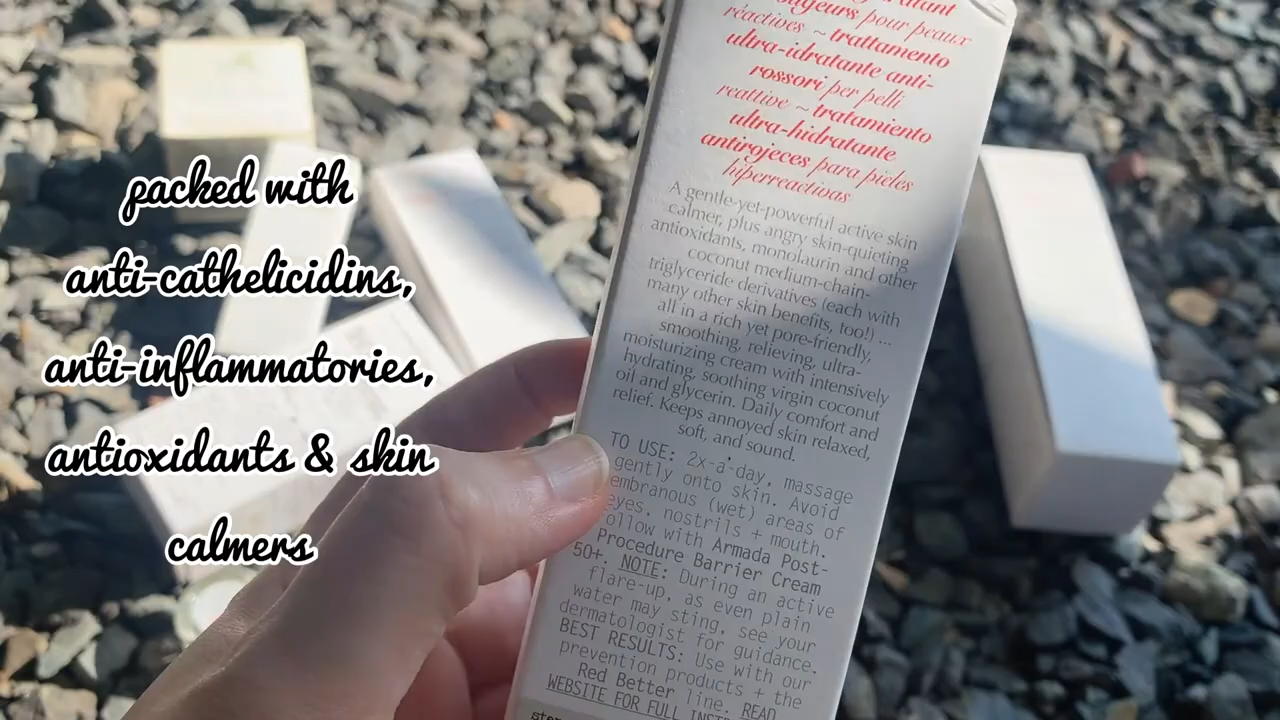 packed with
anti-cathelicidins,
anti-inflammatories,
antioxidants & skin
calmers
pour peaux
réactives ~ trattamento
ultra-idratante anti-
rossori per pelli
reattive ~ tratamiento
ultra-hidratante
antirojeces para pieles
hiperreactivas
A gentle-yet-powerful active skin
calmer, plus angry skin-quieting
antioxidants, monolaurin and other
coconut medium-chain-
triglyceride derivatives (each with
many other skin benefits, too!) ...
all in a rich yet pore-friendly,
smoothing, relieving, ultra-
moisturizing cream with intensively
hydrating, soothing virgin coconut
oil and glycerin. Daily comfort and
relief. Keeps annoyed skin relaxed,
soft, and sound.
TO USE: 2x-a-day, massage
gently onto skin. Avoid
embranous (wet) areas of
eyes, nostrils + mouth.
ollow with Armada Post-
Procedure Barrier Cream
50+. NOTE: During an active
flare-up, as even plain
water may sting, see your
dermatologist for guidance.
BEST RESULTS: Use with our
prevention products + the
Red Better line. READ
WEBSITE FOR FULL INSTR